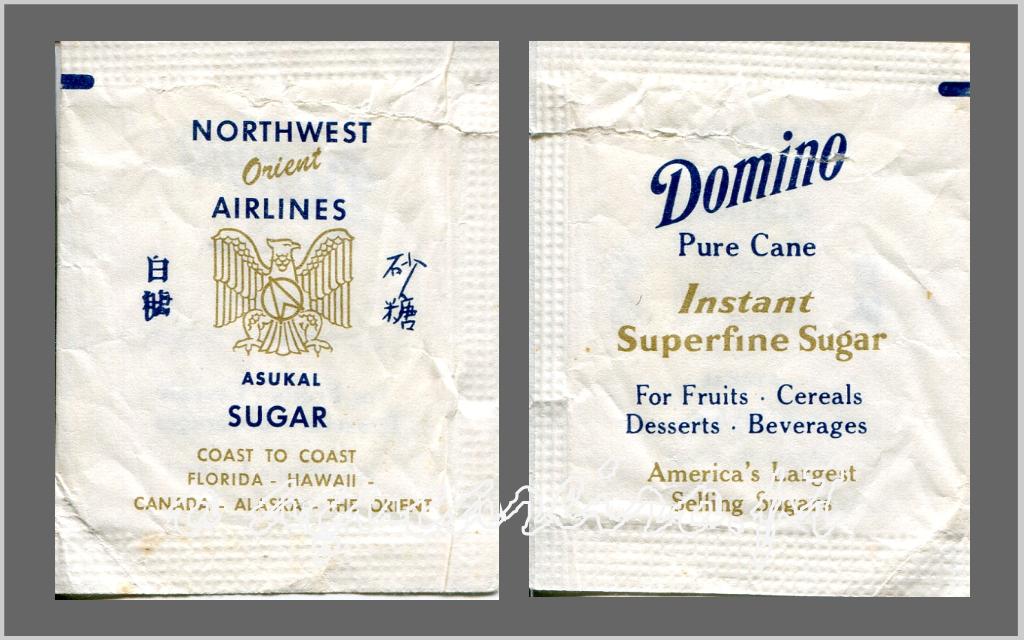 NORTHWEST
Orient
AIRLINES
白糖
砂糖
ASUKAL
SUGAR
COAST TO COAST
FLORIDA - HAWAII -
CANADA - ALASKA - THE ORIENT
Domino
Pure Cane
Instant
Superfine Sugar
For Fruits · Cereals
Desserts · Beverages
America's Largest
Selling Sugars